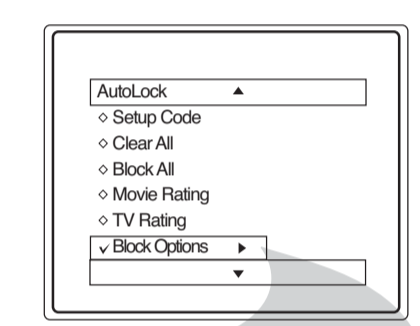 AutoLock
Setup Code
Clear All
Block All
Movie Rating
TV Rating
Block Options